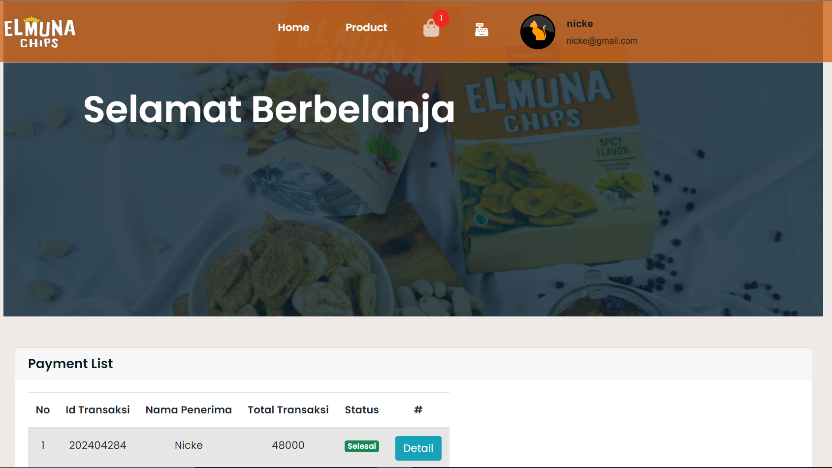 ELMUNA
CHIPS
Home
Product
1
nicke
nicke@gmail.com
Selamat Berbelanja
CHIPS
ELMUNA
CHIPS
SPICY
FLAVOR
Payment List
No Id Transaksi Nama Penerima Total Transaksi Status #
1 202404284 Nicke 48000 Selesai Detail